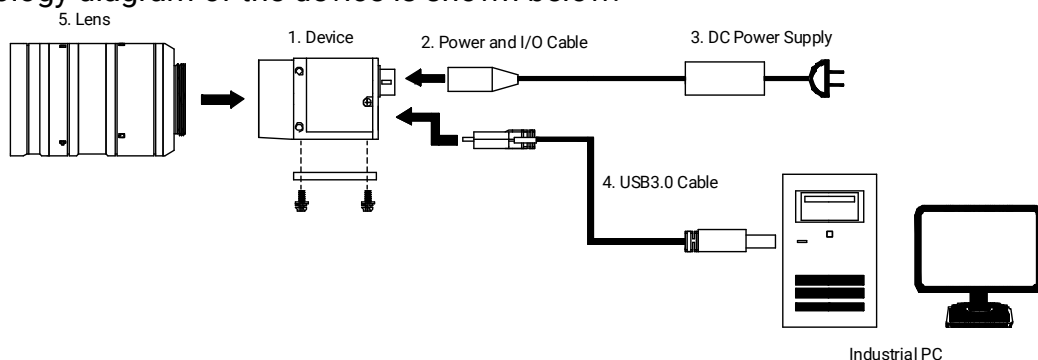 5. Lens
1. Device
2. Power and I/O Cable
3. DC Power Supply
4. USB3.0 Cable
Industrial PC